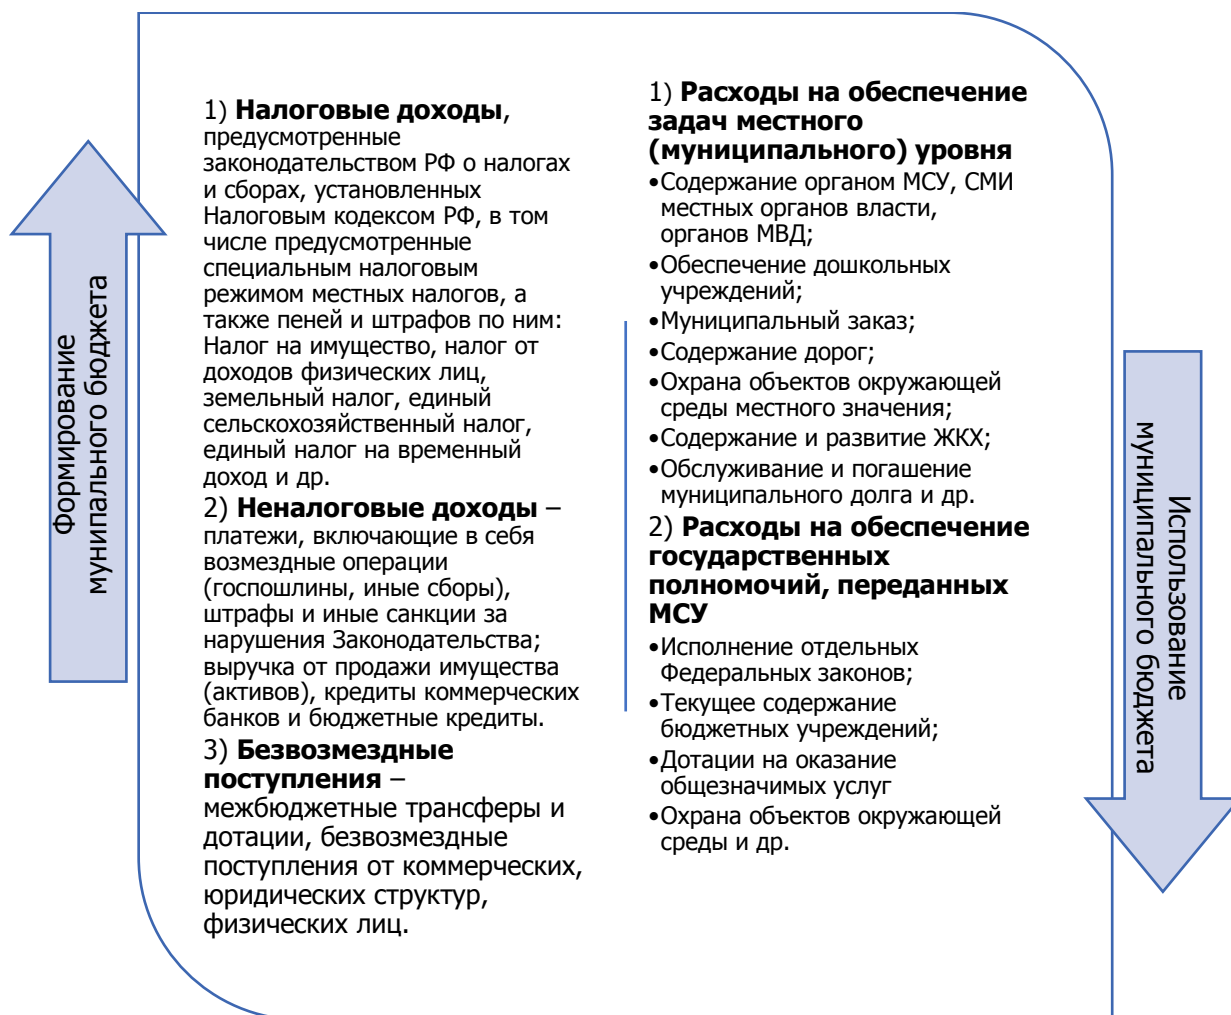 Формирование
мунипального бюджета
1) Налоговые доходы,
предусмотренные
законодательством РФ о налогах
и сборах, установленных
Налоговым кодексом РФ, в том
числе предусмотренные
специальным налоговым
режимом местных налогов, а
также пеней и штрафов по ним:
Налог на имущество, налог от
доходов физических лиц,
земельный налог, единый
сельскохозяйственный налог,
единый налог на временный
доход и др.
2) Неналоговые доходы –
платежи, включающие в себя
возмездные операции
(госпошлины, иные сборы),
штрафы и иные санкции за
нарушения Законодательства;
выручка от продажи имущества
(активов), кредиты коммерческих
банков и бюджетные кредиты.
3) Безвозмездные
поступления –
межбюджетные трансферы и
дотации, безвозмездные
поступления от коммерческих,
юридических структур,
физических лиц.
1) Расходы на обеспечение
задач местного
(муниципального) уровня
•Содержание органом МСУ, СМИ
местных органов власти,
органов МВД;
•Обеспечение дошкольных
учреждений;
•Муниципальный заказ;
•Содержание дорог;
•Охрана объектов окружающей
среды местного значения;
•Содержание и развитие ЖКХ;
•Обслуживание и погашение
муниципального долга и др.
2) Расходы на обеспечение
государственных
полномочий, переданных
МСУ
•Исполнение отдельных
Федеральных законов;
•Текущее содержание
бюджетных учреждений;
•Дотации на оказание
общезначимых услуг
•Охрана объектов окружающей
среды и др.
Использование
муниципального бюджета